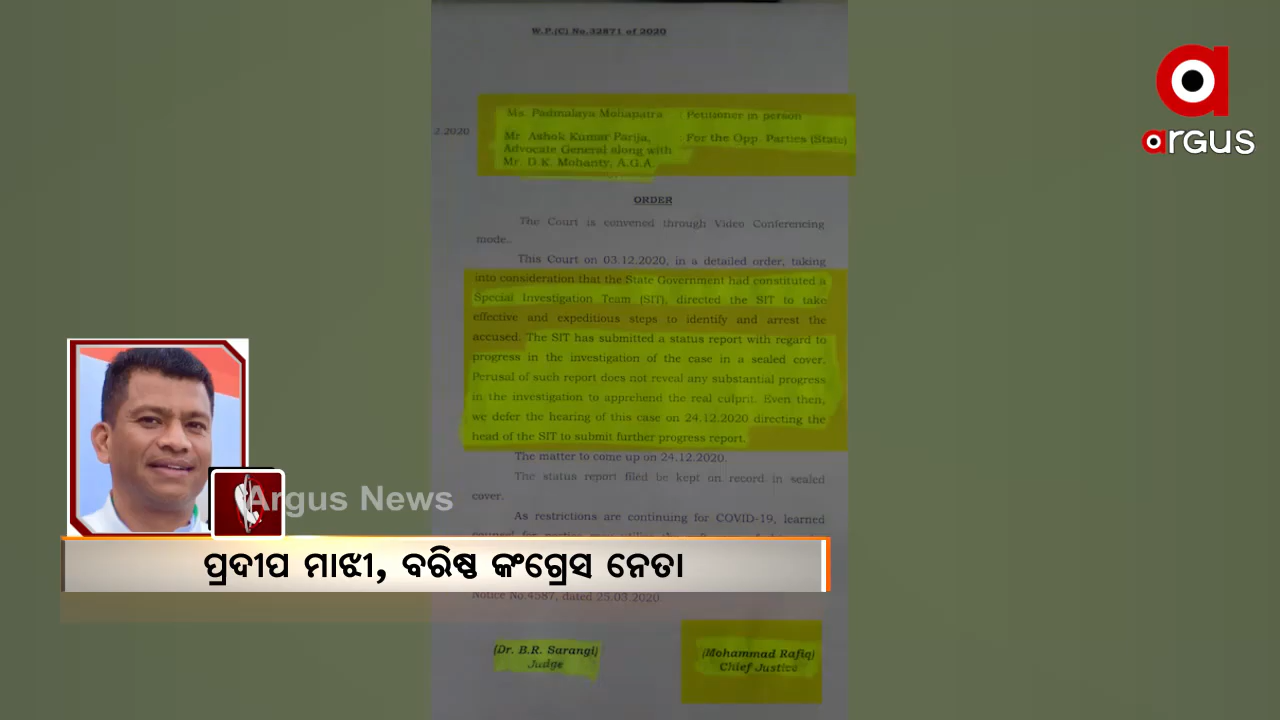 W.P.(C) No.32871 of 2020
argus
Ms. Padmalaya Mohapatra : Petitioner in person
2.2020
Mr. Ashok Kumar Parija, : For the Opp. Parties (State)
Advocate General along with
Mr. D.K. Mohanty, A.G.A.
ORDER
The Court is convened through Video Conferencing
mode..
This Court on 03.12.2020, in a detailed order, taking
into consideration that the State Government had constituted a
Special Investigation Team (SIT), directed the SIT to take
effective and expeditious steps to identify and arrest the
accused. The SIT has submitted a status report with regard to
progress in the investigation of the case in a sealed cover.
Perusal of such report does not reveal any substantial progress
in the investigation to apprehend the real culprit. Even then,
we defer the hearing of this case on 24.12.2020 directing the
head of the SIT to submit further progress report.
The matter to come up on 24.12.2020.
The status report filed be kept on record in sealed
cover.
Argus News
As restrictions are continuing for COVID-19, learned
ପ୍ରଦୀପ ମାଝୀ, ବରିଷ୍ଠ କଂଗ୍ରେସ ନେତା
Notice No.4587, dated 25.03.2020
(Dr. B.R. Sarangi)
Judge
(Mohammad Rafiq)
Chief Justice